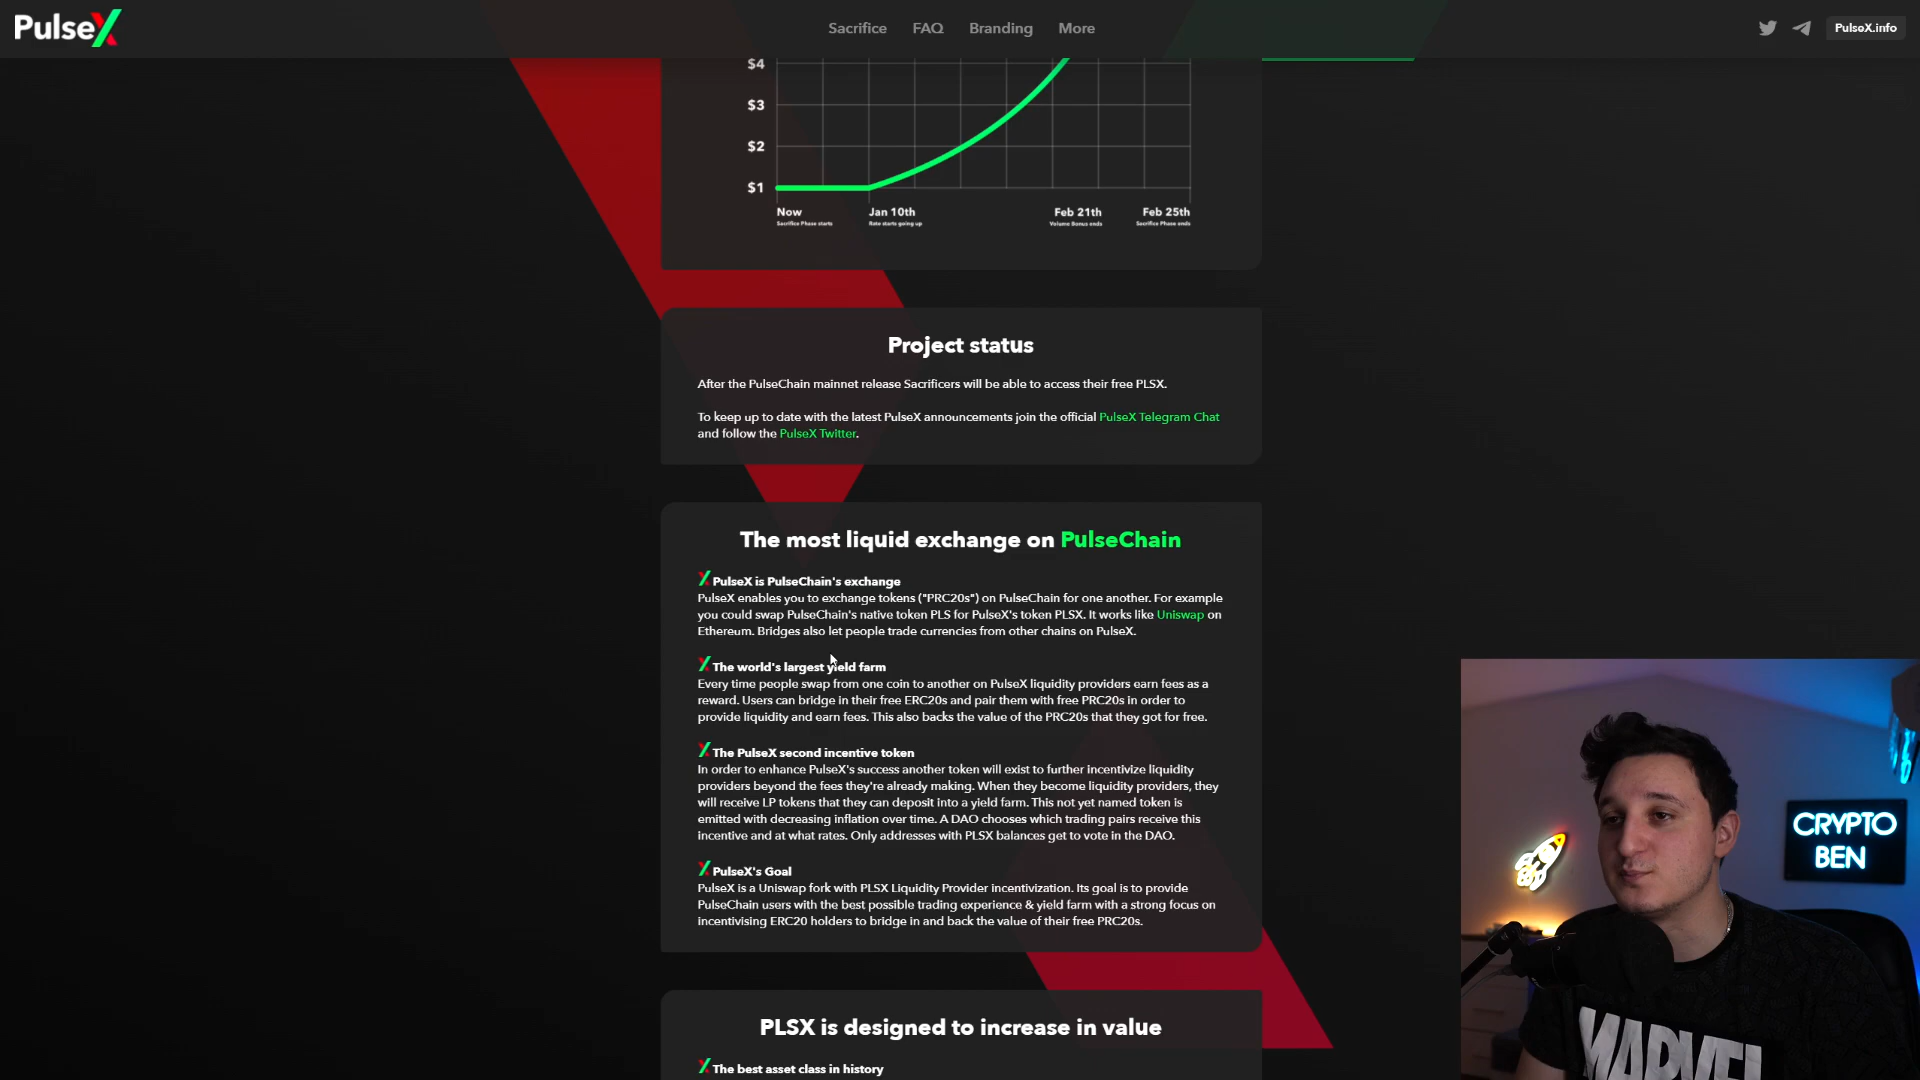 PulseX
Sacrifice FAQ Branding More
PulseX.info
$4
$3
$2
$1
Now
Sacrifice Phase starts
Jan 10th
Rate starts going up
Feb 21th
Volume Bonus ends
Feb 25th
Sacrifice Phase ends
Project status
After the PulseChain mainnet release Sacrificers will be able to access their free PLSX.
To keep up to date with the latest PulseX announcements join the official PulseX Telegram Chat
and follow the PulseX Twitter.
The most liquid exchange on PulseChain
PulseX is PulseChain's exchange
PulseX enables you to exchange tokens ("PRC20s") on PulseChain for one another. For example
you could swap PulseChain's native token PLS for PulseX's token PLSX. It works like Uniswap on
Ethereum. Bridges also let people trade currencies from other chains on PulseX.
The world's largest yield farm
Every time people swap from one coin to another on PulseX liquidity providers earn fees as a
reward. Users can bridge in their free ERC20s and pair them with free PRC20s in order to
provide liquidity and earn fees. This also backs the value of the PRC20s that they got for free.
The PulseX second incentive token
In order to enhance PulseX's success another token will exist to further incentivize liquidity
providers beyond the fees they're already making. When they become liquidity providers, they
will receive LP tokens that they can deposit into a yield farm. This not yet named token is
emitted with decreasing inflation over time. A DAO chooses which trading pairs receive this
incentive and at what rates. Only addresses with PLSX balances get to vote in the DAO.
PulseX's Goal
PulseX is a Uniswap fork with PLSX Liquidity Provider incentivization. Its goal is to provide
PulseChain users with the best possible trading experience & yield farm with a strong focus on
incentivising ERC20 holders to bridge in and back the value of their free PRC20s.
PLSX is designed to increase in value
The best asset class in history
CRYPTO
BEN
MARVEL